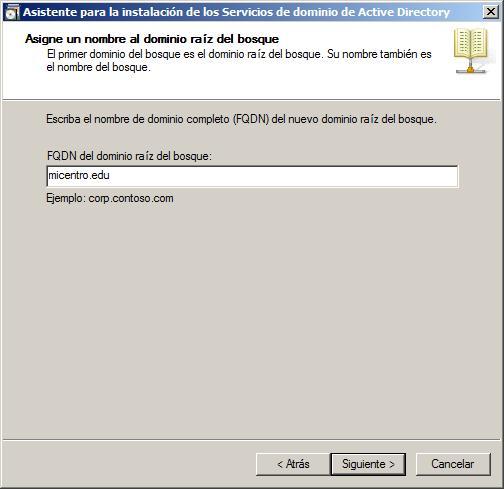 Asistente para la instalación de los Servicios de dominio de Active Directory
Asigne un nombre al dominio raíz del bosque
El primer dominio del bosque es el dominio raíz del bosque. Su nombre también es
el nombre del bosque.
Escriba el nombre de dominio completo (FQDN) del nuevo dominio raíz del bosque.
FQDN del dominio raíz del bosque:
micentro.edu
Ejemplo: corp.contoso.com
< Atrás
Siguiente >
Cancelar